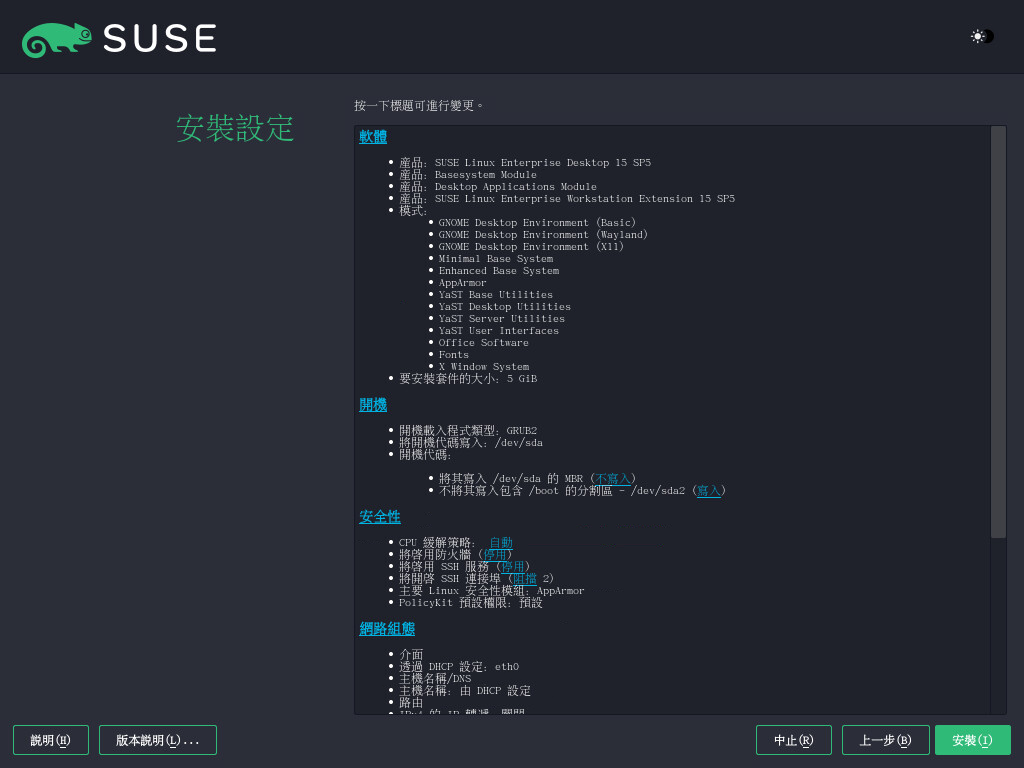 SUSE
安裝設定
按一下標題可進行變更。
軟體
產品: SUSE Linux Enterprise Desktop 15 SP5
產品: Basesystem Module
產品: Desktop Applications Module
產品: SUSE Linux Enterprise Workstation Extension 15 SP5
模式:
GNOME Desktop Environment (Basic)
GNOME Desktop Environment (Wayland)
GNOME Desktop Environment (X11)
Minimal Base System
Enhanced Base System
AppArmor
YaST Base Utilities
YaST Desktop Utilities
YaST Server Utilities
YaST User Interfaces
Office Software
Fonts
X Window System
要安裝套件的大小: 5 GiB
開機
開機載入程式類型: GRUB2
將開機代碼寫入: /dev/sda
開機代碼:
將其寫入 /dev/sda 的 MBR (不寫入)
不將其寫入包含 /boot 的分割區 - /dev/sda2 (寫入)
安全性
CPU 緩解策略: 自動
將啓用防火牆 (停用)
將啓用 SSH 服務 (停用)
將開啓 SSH 連接埠 (阻擋 2)
主要 Linux 安全性模組: AppArmor
PolicyKit 預設權限: 預設
網路組態
介面
透過 DHCP 設定: eth0
主機名稱/DNS
主機名稱: 由 DHCP 設定
路由
IPv4 的 IP 轉遞: 關閉
說明(H)
版本說明(L)...
中止(R)
上一步(B)
安裝(I)